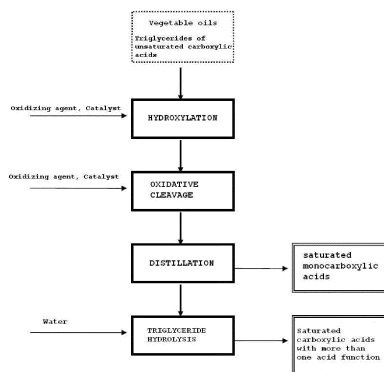 Vegetable oils
Triglycerides of
unsaturated carboxylic
acids
Oxidizing agent, Catalyst
HYDROXYLATION
Oxidizing agent, Catalyst
OXIDATIVE
CLEAVAGE
DISTILLATION
saturated
monocarboxylic
acids
Water
TRIGLYCERIDE
HYDROLYSIS
Saturated
carboxylic acids
with more than
one acid function